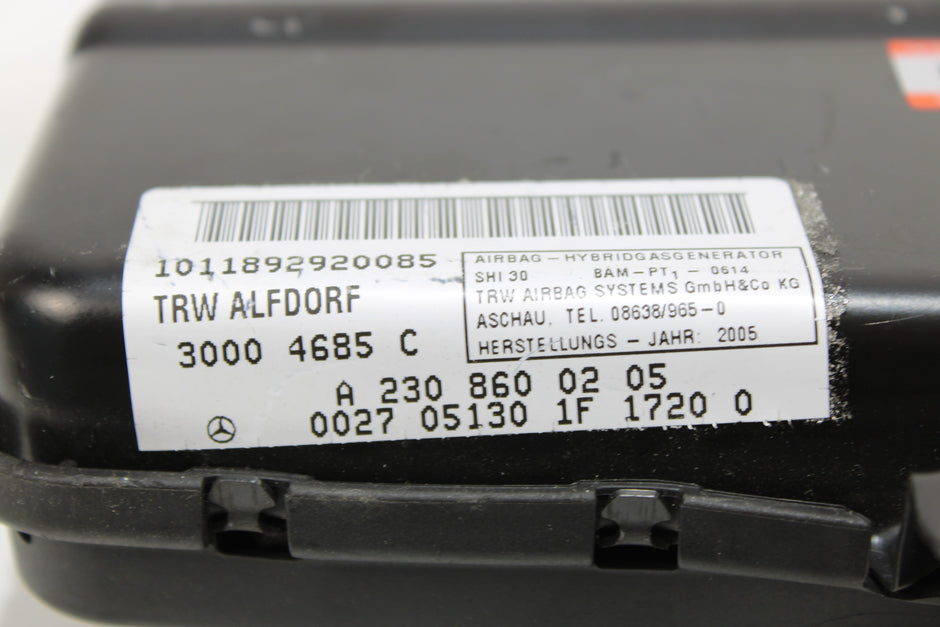 1011892920085
TRW ALFDORF
3000 4685 C
AIRBAG – HYBRIDGASGENERATOR
SHI 30 BAM–PT1 – 0614
TRW AIRBAG SYSTEMS GmbH&Co KG
ASCHAU, TEL. 08638/965–0
HERSTELLUNGS – JAHR: 2005
A 230 860 02 05
0027 05130 1F 1720 0